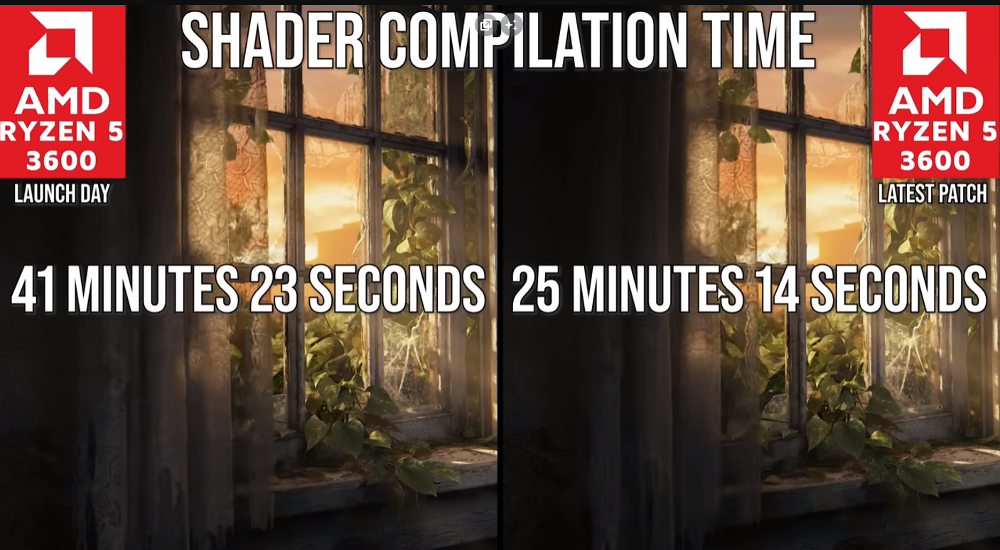 SHADER COMPILATION TIME
AMD
RYZEN 5
3600
LAUNCH DAY
41 MINUTES 23 SECONDS
AMD
RYZEN 5
3600
LATEST PATCH
25 MINUTES 14 SECONDS